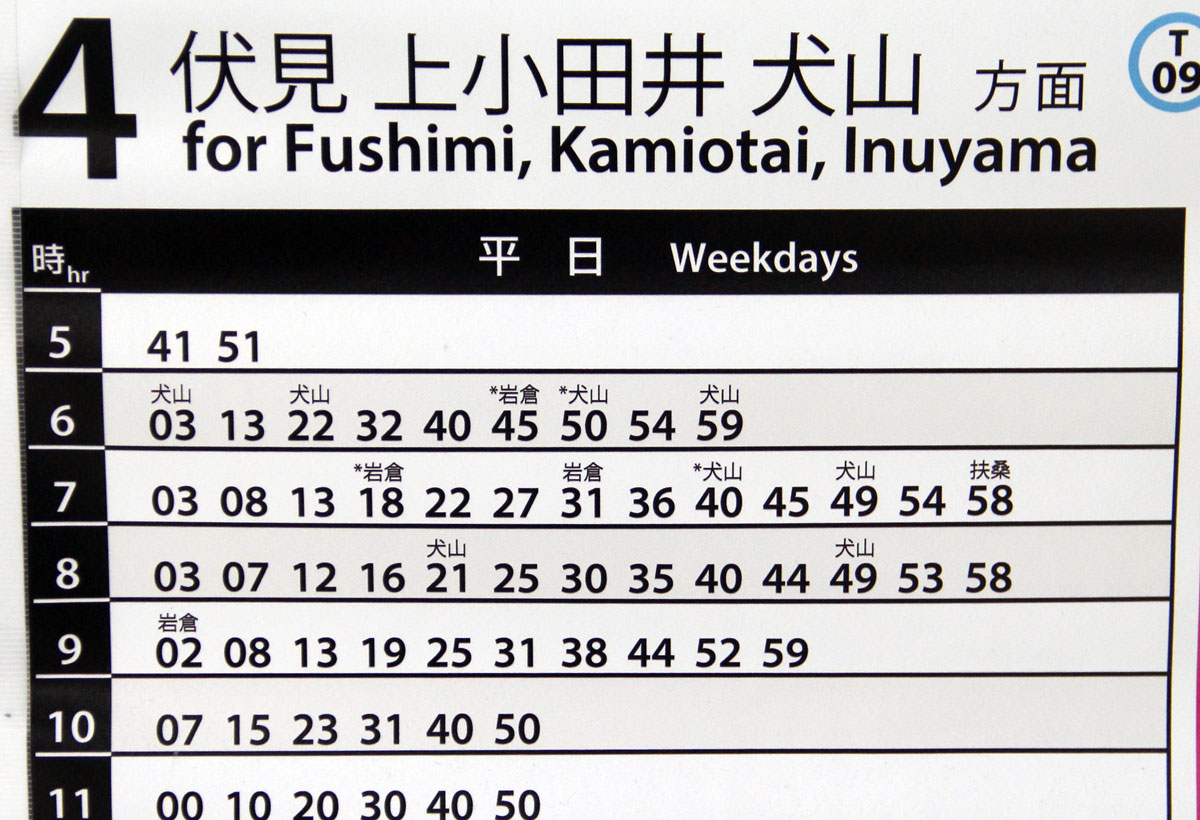 4 伏見 上小田井 犬山 方面 T 09
for Fushimi, Kamiotai, Inuyama
時hr 平日 Weekdays
5 41 51
犬山 犬山 *岩倉 *犬山 犬山
6 03 13 22 32 40 45 50 54 59
*岩倉 岩倉 *犬山 犬山 扶桑
7 03 08 13 18 22 27 31 36 40 45 49 54 58
犬山 犬山
8 03 07 12 16 21 25 30 35 40 44 49 53 58
岩倉
9 02 08 13 19 25 31 38 44 52 59
10 07 15 23 31 40 50
11 00 10 20 30 40 50